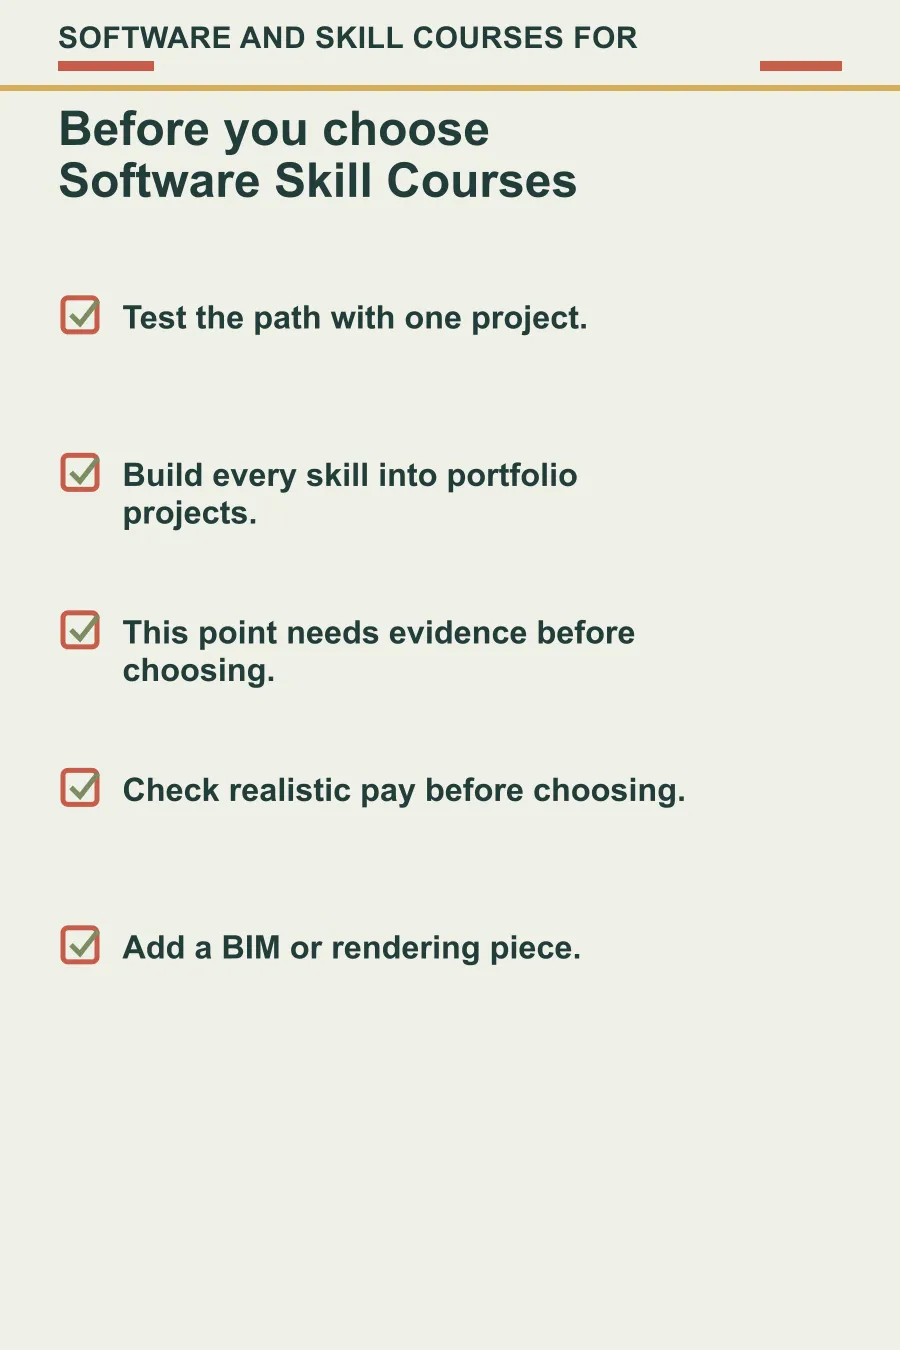 SOFTWARE AND SKILL COURSES FOR
Before you choose
Software Skill Courses
Test the path with one project.
Build every skill into portfolio
projects.
This point needs evidence before
choosing.
Check realistic pay before choosing.
Add a BIM or rendering piece.